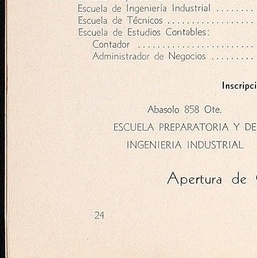 Escuela de Ingeniería Industrial ......
Escuela de Técnicos ...............
Escuela de Estudios Contables:
Contador ....................
Administrador de Negocios ........
Inscripci
Abasolo 858 Ote.
ESCUELA PREPARATORIA Y DE
INGENIERIA INDUSTRIAL
Apertura de
24